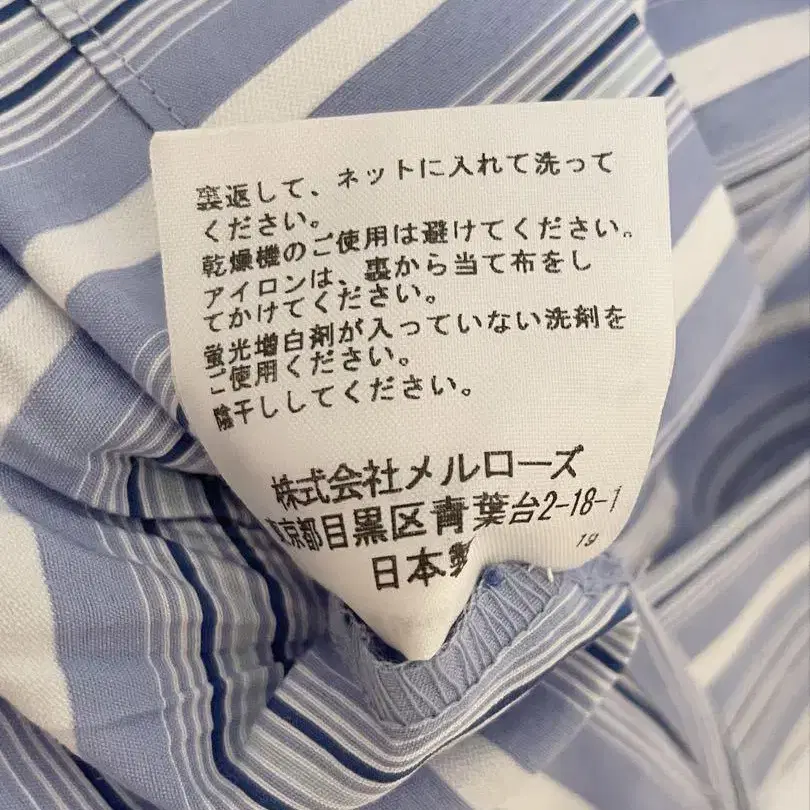 裏返して、ネットに入れて洗って
ください。
乾燥機のご使用は避けてください。
アイロンは、裏から当て布をし
てかけてください。
蛍光増白剤が入っていない洗剤を
ご使用ください。
陰干ししてください。
株式会社メルローズ
東京都目黒区青葉台2-18-1
19
日本製